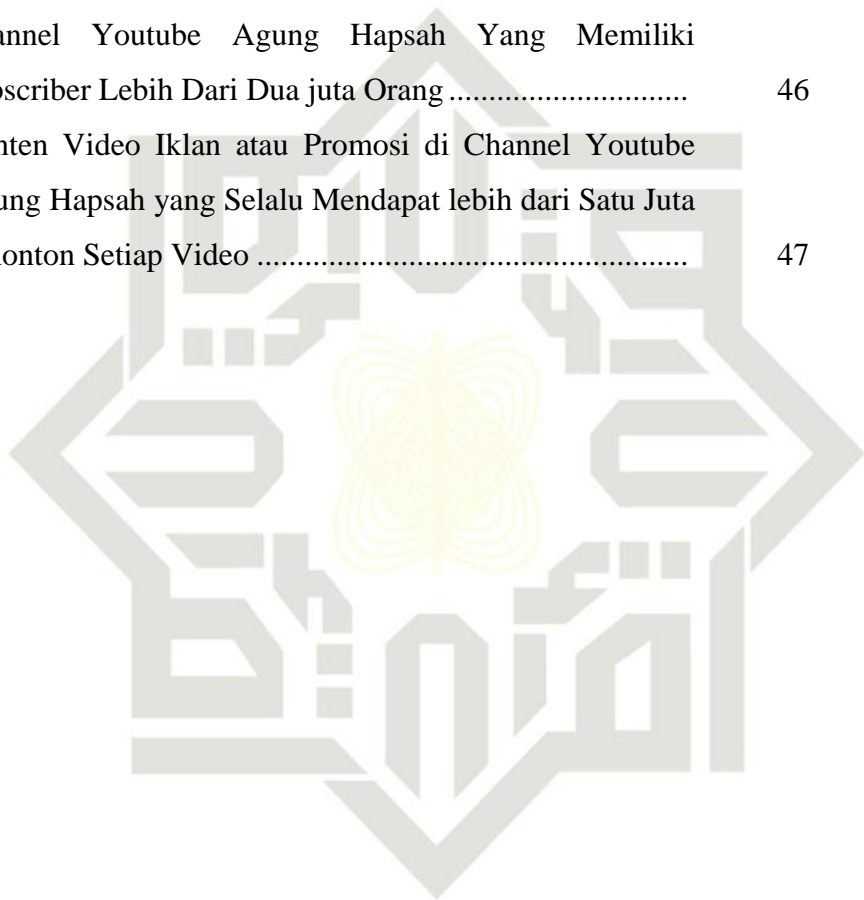 annel Youtube Agung Hapsah Yang Memiliki
oscriber Lebih Dari Dua juta Orang .............................. 46
nten Video Iklan atau Promosi di Channel Youtube
ung Hapsah yang Selalu Mendapat lebih dari Satu Juta
nonton Setiap Video ...................................................... 47